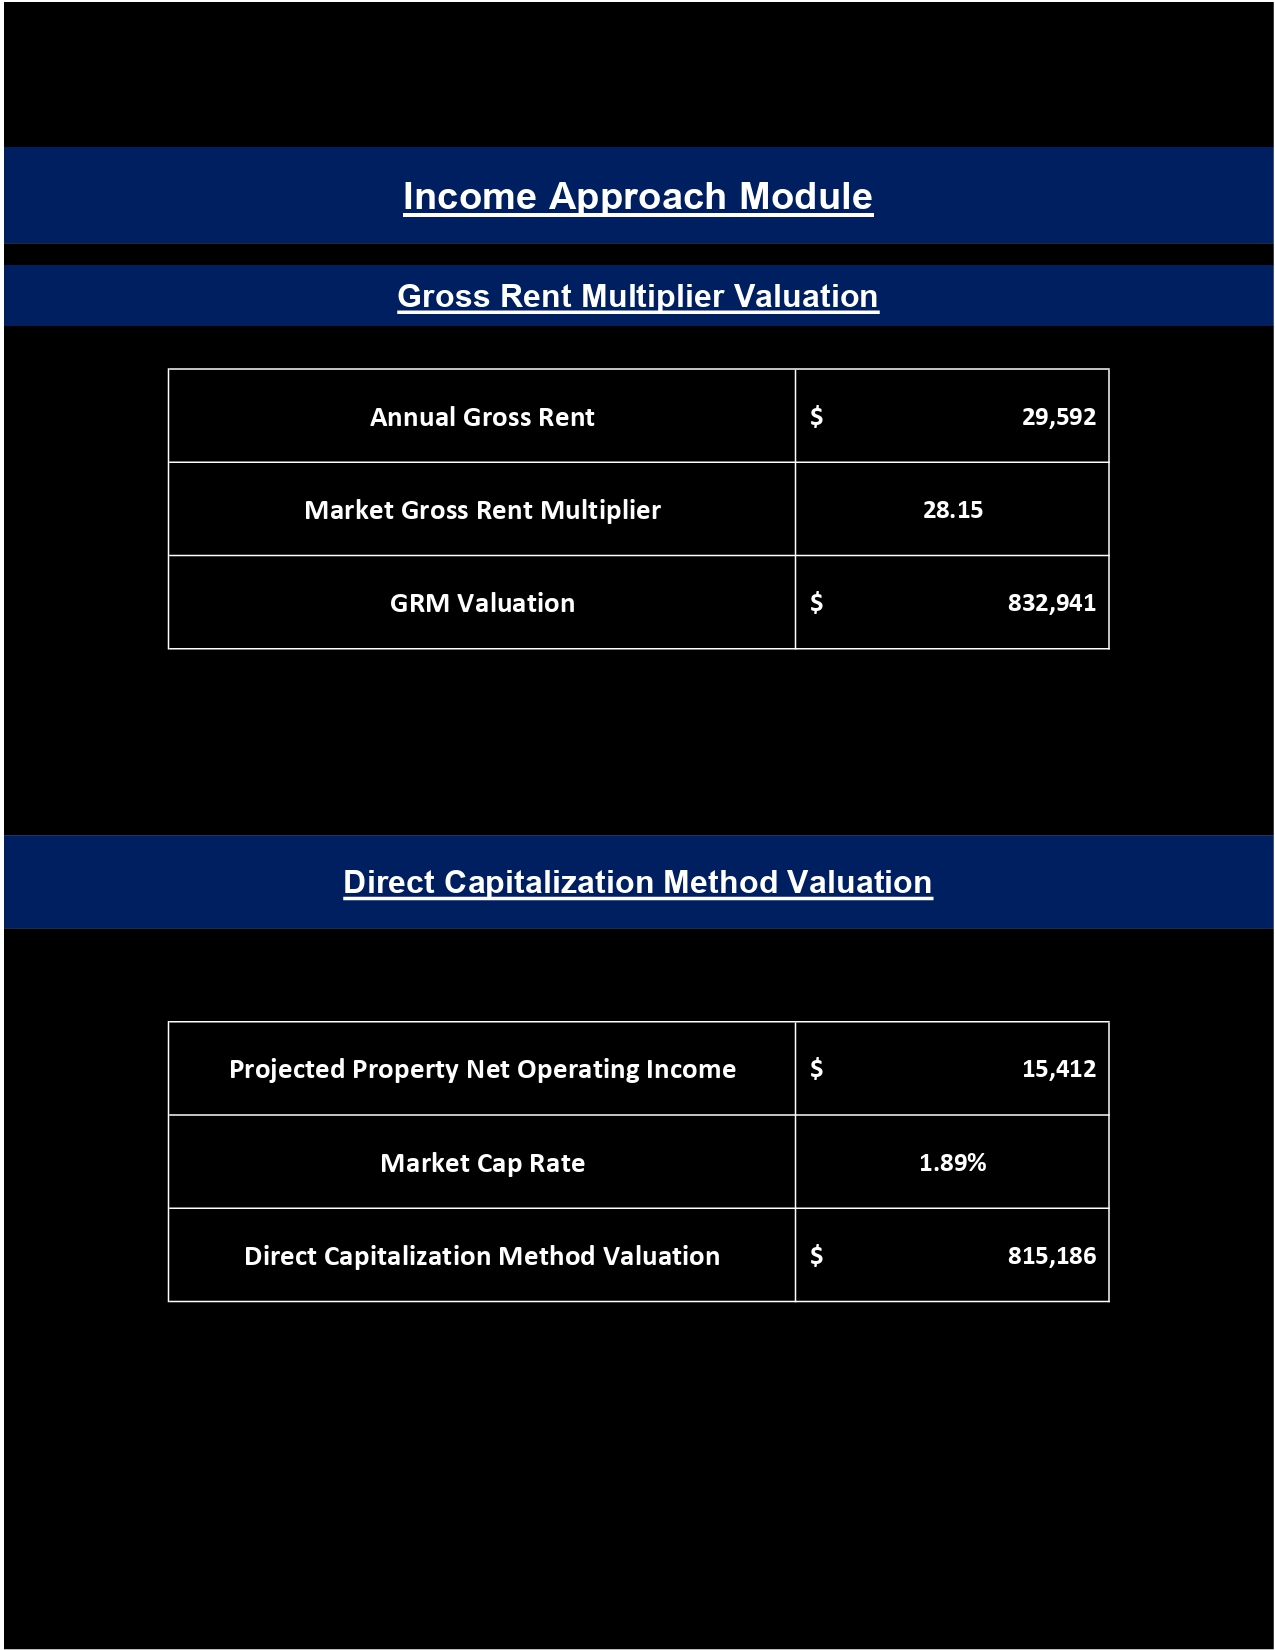 Income Approach Module
Gross Rent Multiplier Valuation
Annual Gross Rent $ 29,592
Market Gross Rent Multiplier 28.15
GRM Valuation $ 832,941
Direct Capitalization Method Valuation
Projected Property Net Operating Income $ 15,412
Market Cap Rate 1.89%
Direct Capitalization Method Valuation $ 815,186